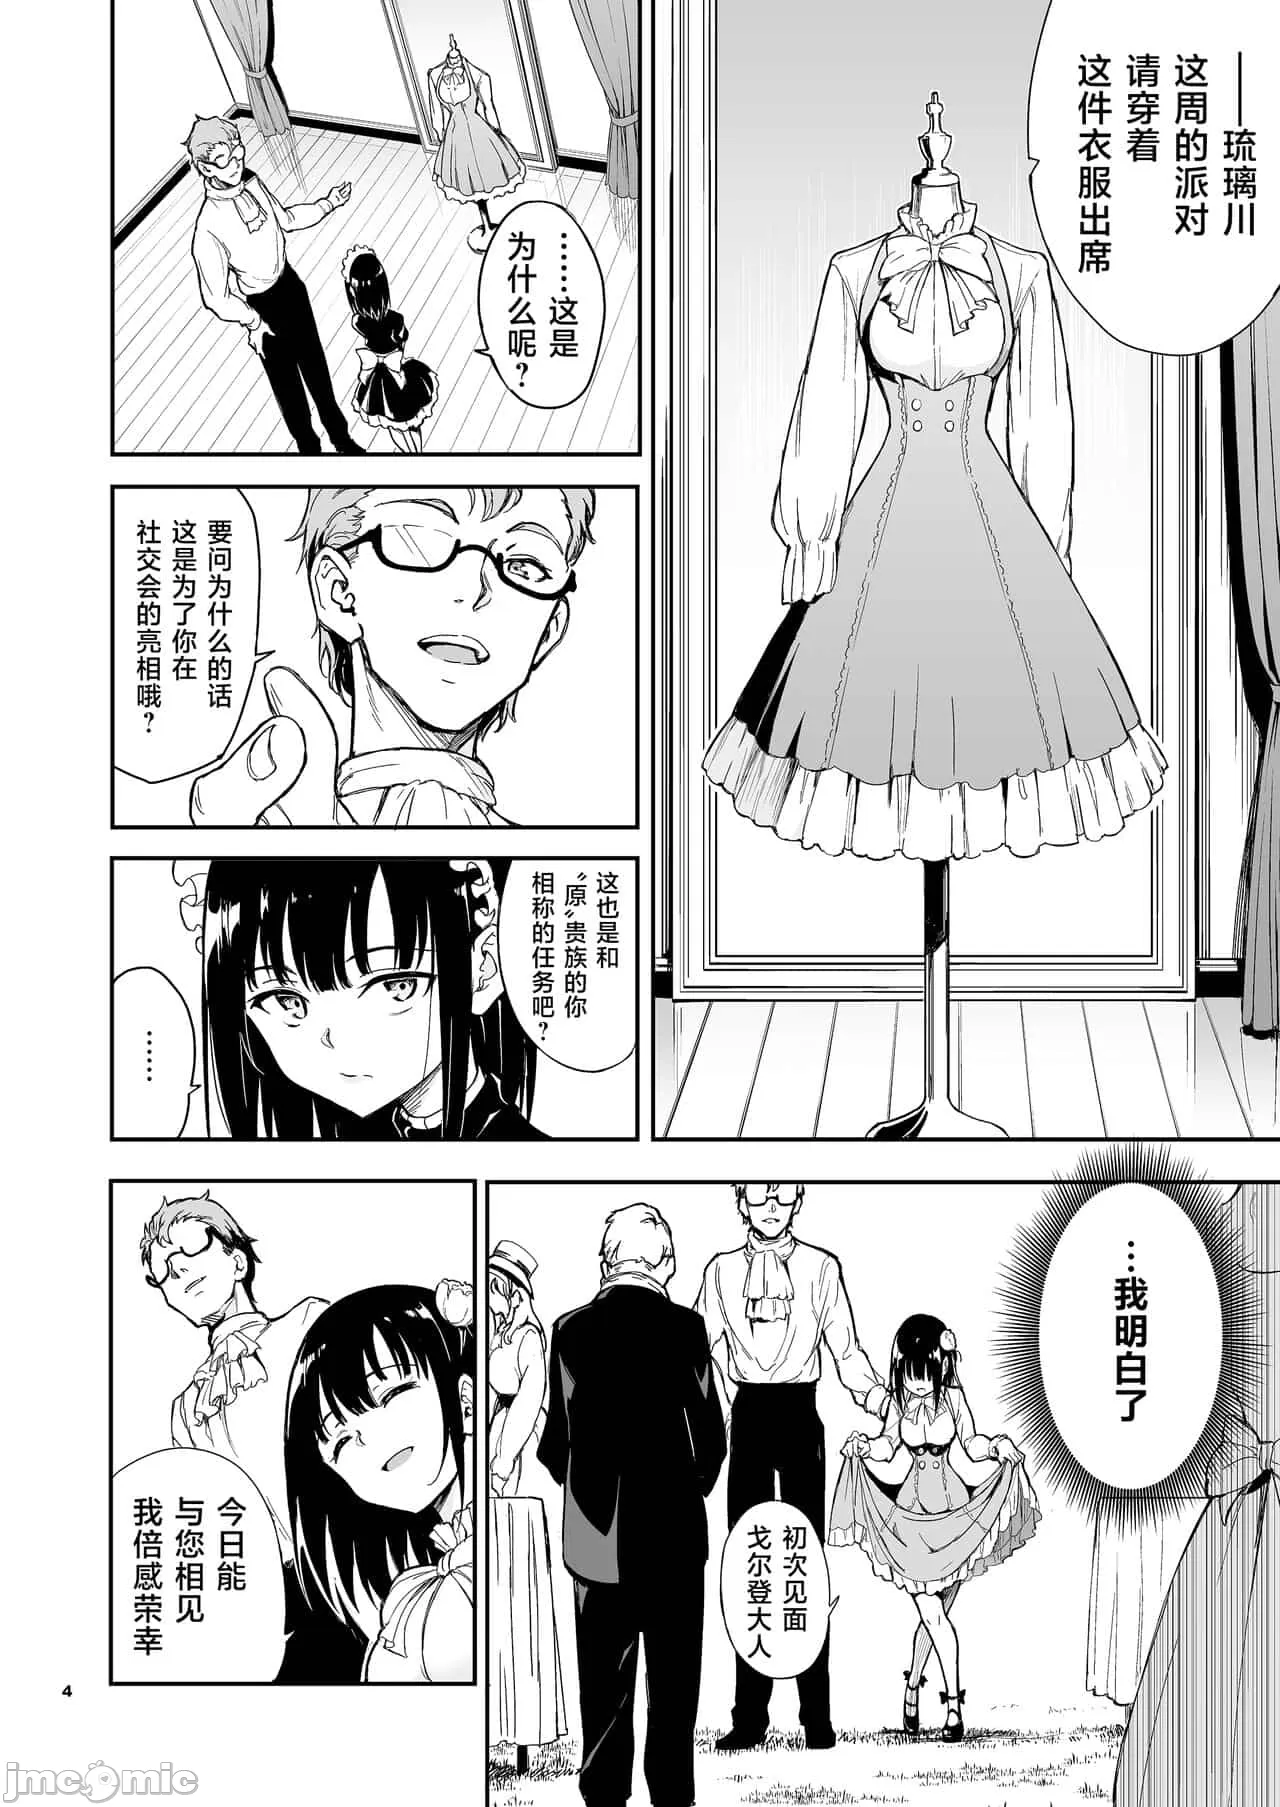 ——琉璃川
这周的派对
请穿着
这件衣服出席
……这是
为什么呢?
要问为什么的话
这是为了你在
社交会的亮相哦?
这也是和
“原”贵族的你
相称的任务吧?
……
…我明白了
初次见面
戈尔登大人
今日能
与您相见
我倍感荣幸
4
jmcomic